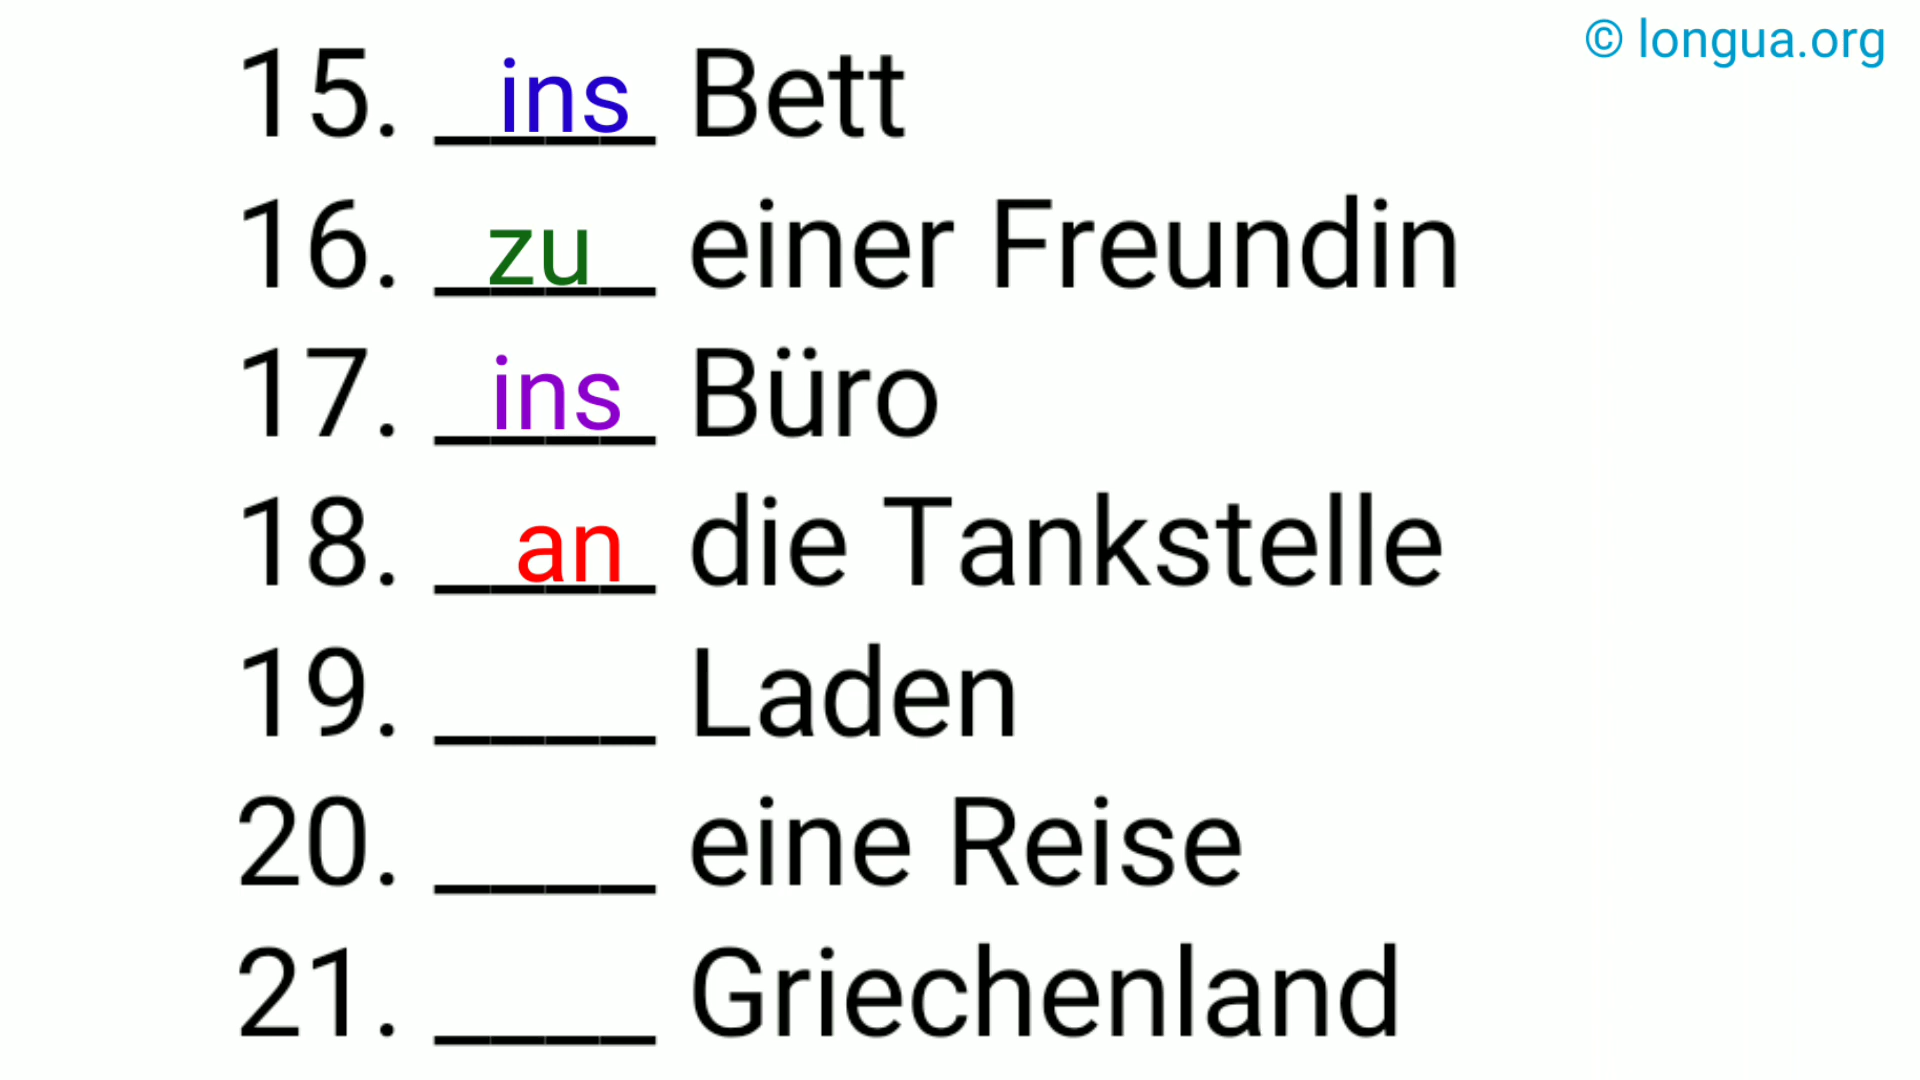 © longua.org
15. ins Bett
16. zu einer Freundin
17. ins Büro
18. an die Tankstelle
19. ____ Laden
20. ____ eine Reise
21. ____ Griechenland